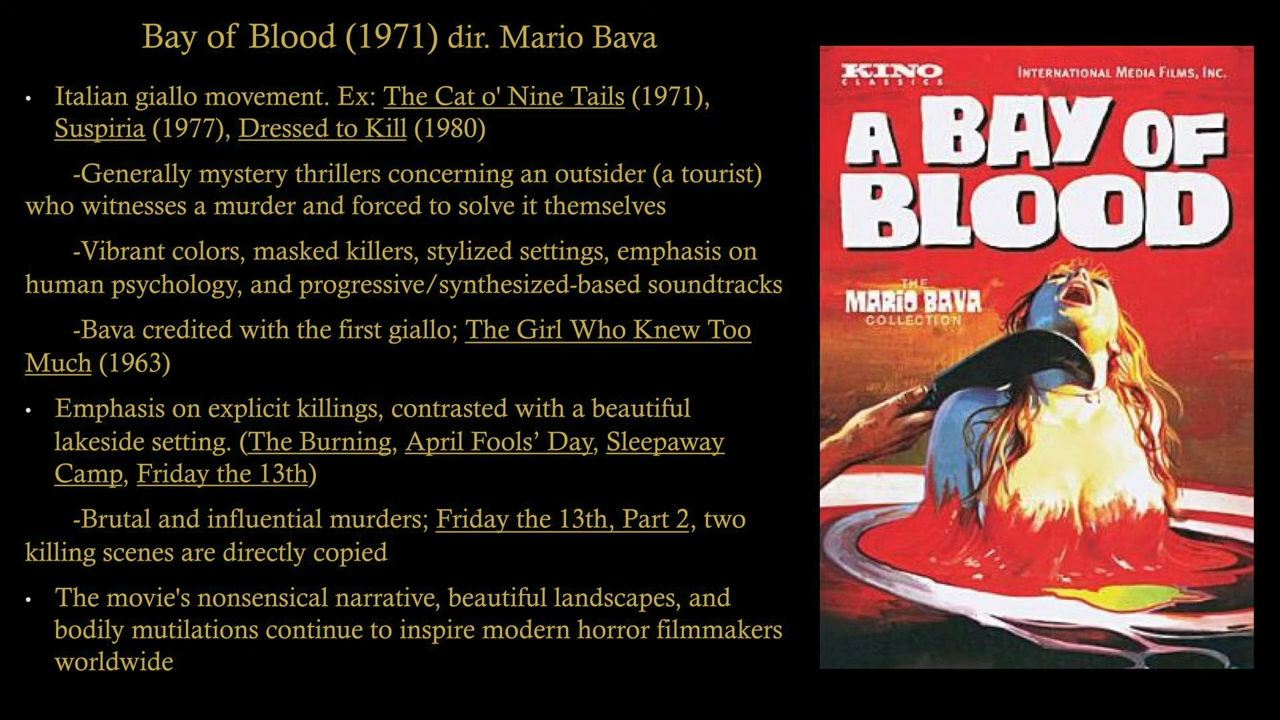 Bay of Blood (1971) dir. Mario Bava
• Italian giallo movement. Ex: The Cat o' Nine Tails (1971),
Suspiria (1977), Dressed to Kill (1980)
-Generally mystery thrillers concerning an outsider (a tourist)
who witnesses a murder and forced to solve it themselves
-Vibrant colors, masked killers, stylized settings, emphasis on
human psychology, and progressive/synthesized-based soundtracks
-Bava credited with the first giallo; The Girl Who Knew Too
Much (1963)
• Emphasis on explicit killings, contrasted with a beautiful
lakeside setting. (The Burning, April Fools’ Day, Sleepaway
Camp, Friday the 13th)
-Brutal and influential murders; Friday the 13th, Part 2, two
killing scenes are directly copied
• The movie's nonsensical narrative, beautiful landscapes, and
bodily mutilations continue to inspire modern horror filmmakers
worldwide
KINO
CLASSICS
INTERNATIONAL MEDIA FILMS, INC.
A BAY OF
BLOOD
THE
MARIO BAVA
COLLECTION